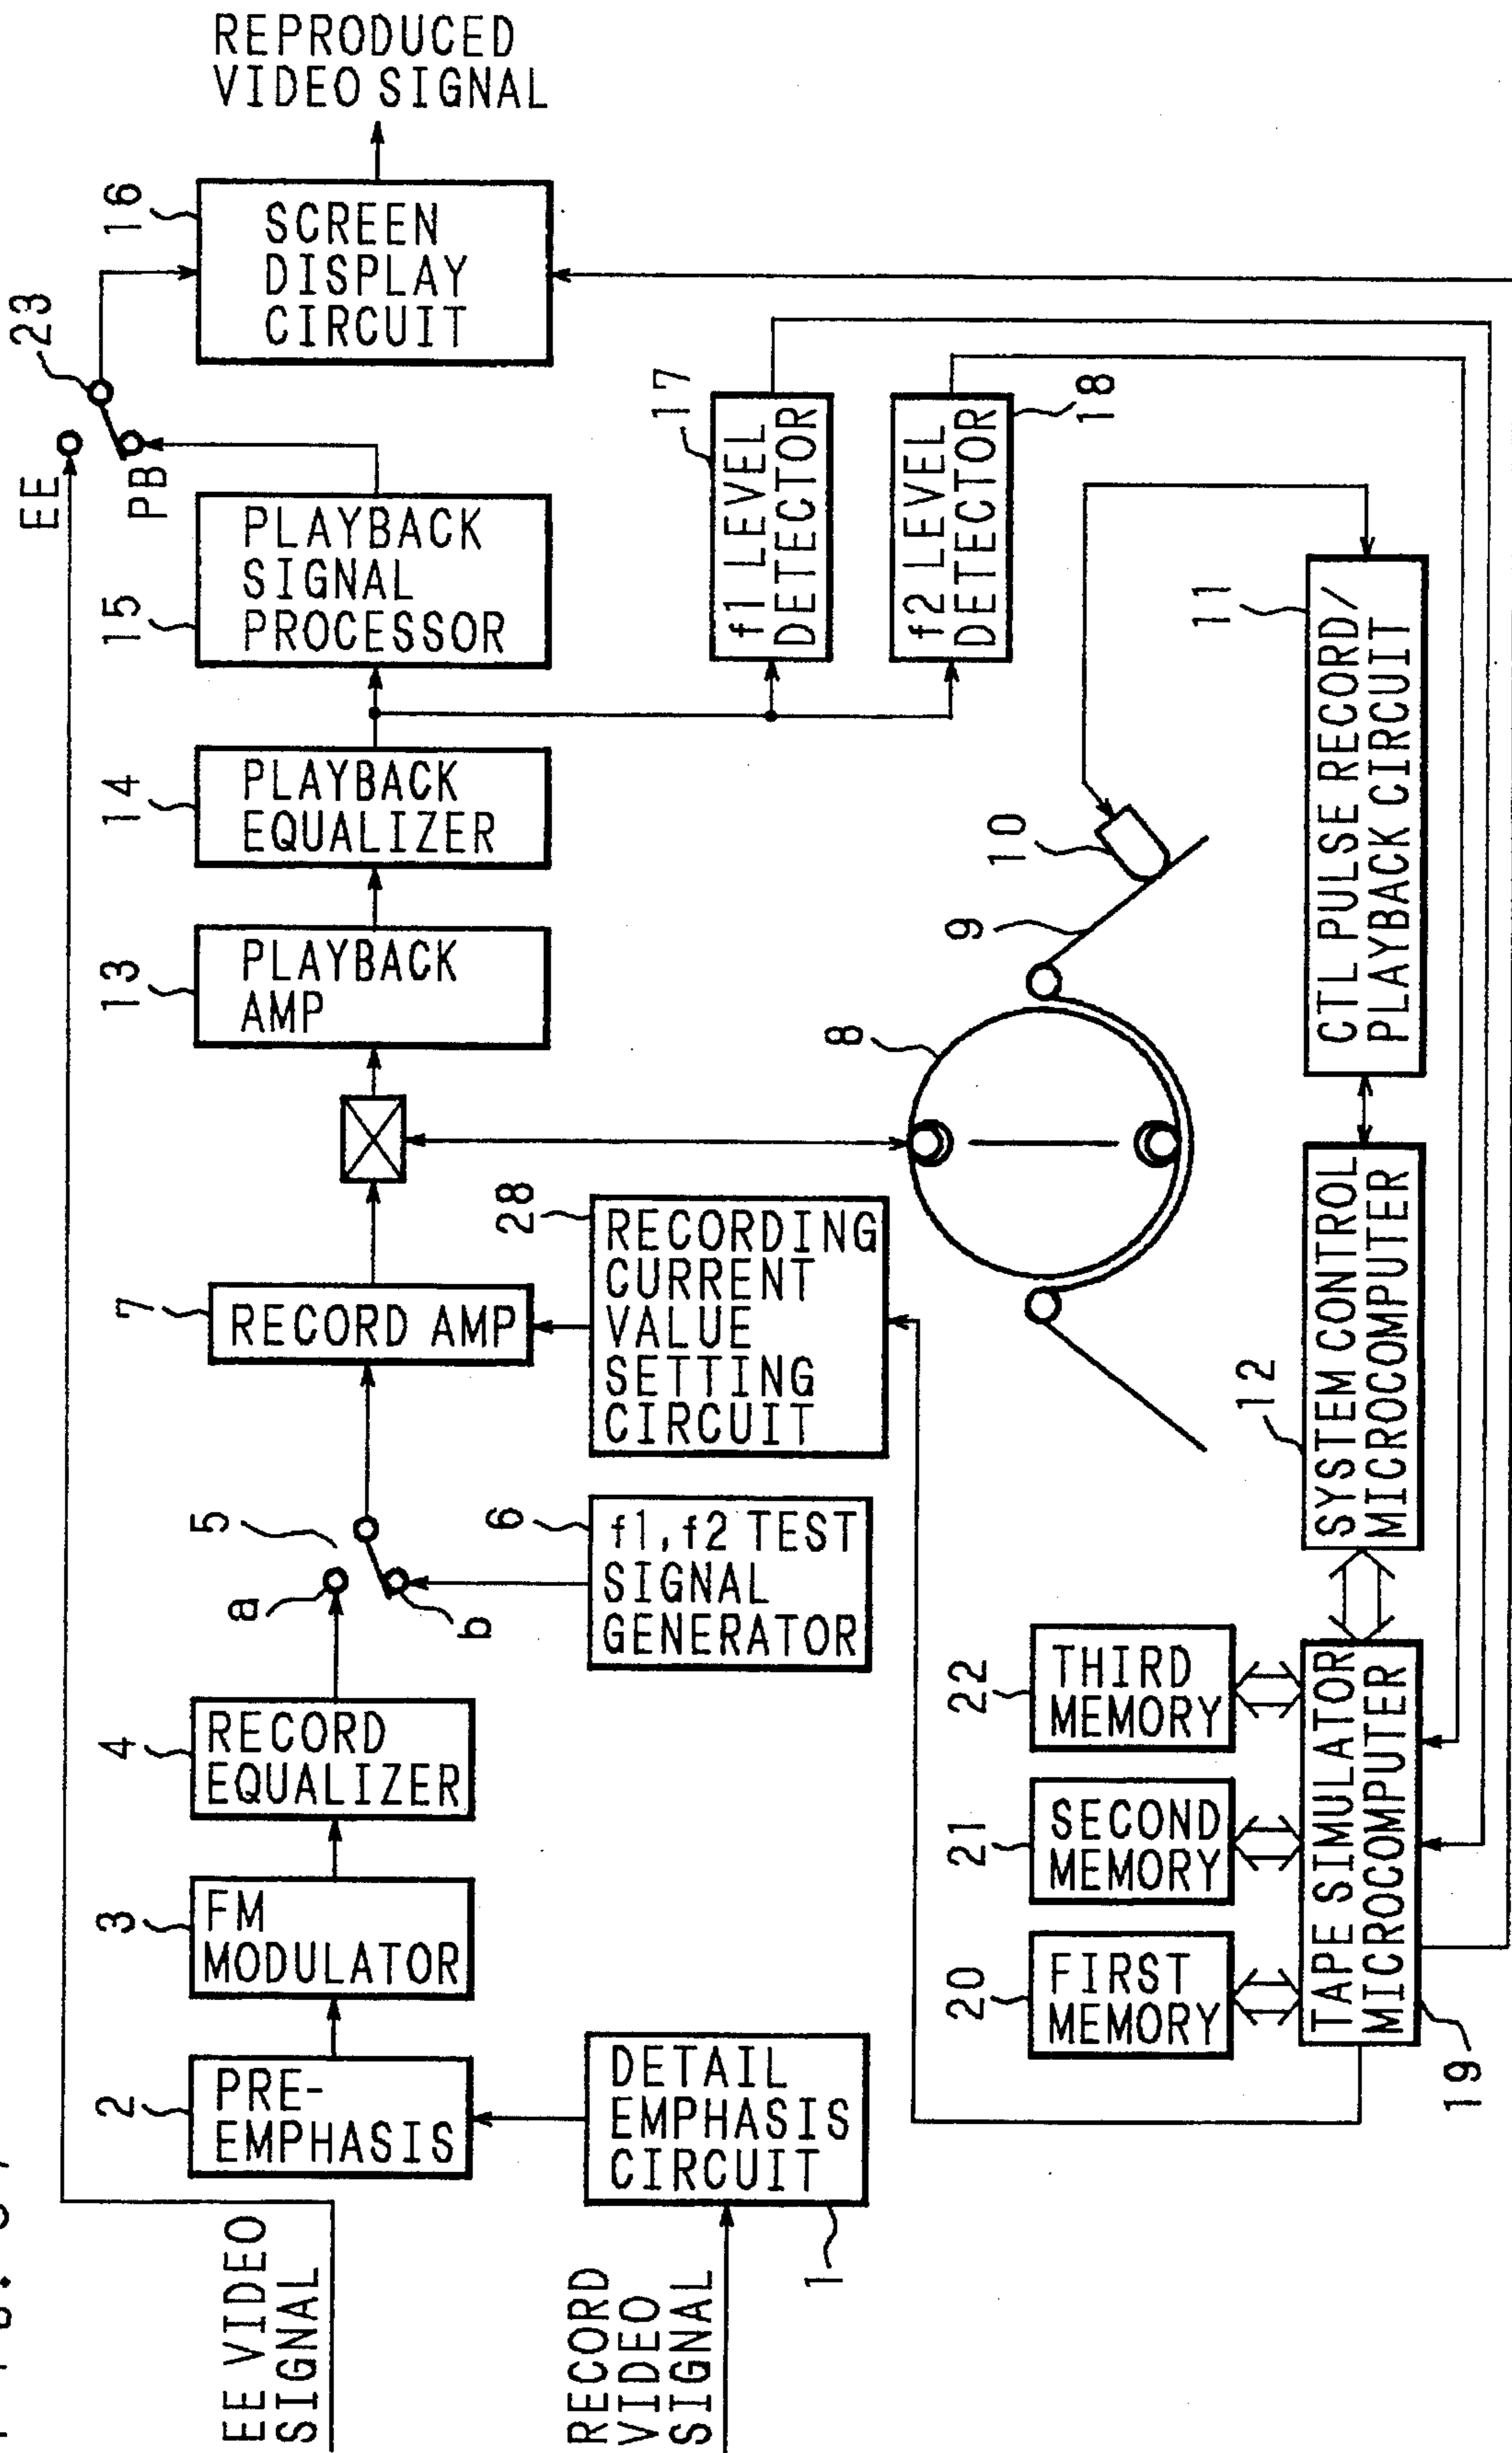 EE VIDEO
SIGNAL
RECORD
VIDEO
SIGNAL
1
DETAIL
EMPHASIS
CIRCUIT
2
PRE-
EMPHASIS
3
FM
MODULATOR
4
RECORD
EQUALIZER
5
a
b
6
f1,f2 TEST
SIGNAL
GENERATOR
7
RECORD AMP
28
RECORDING
CURRENT
VALUE
SETTING
CIRCUIT
8
9
10
13
PLAYBACK
AMP
14
PLAYBACK
EQUALIZER
15
PLAYBACK
SIGNAL
PROCESSOR
EE
PB
23
16
SCREEN
DISPLAY
CIRCUIT
REPRODUCED
VIDEO SIGNAL
17
f1 LEVEL
DETECTOR
f2 LEVEL
DETECTOR
18
20
FIRST
MEMORY
21
SECOND
MEMORY
22
THIRD
MEMORY
TAPE SIMULATOR
MICROCOMPUTER
19
12
SYSTEM CONTROL
MICROCOMPUTER
11
CTL PULSE RECORD/
PLAYBACK CIRCUIT